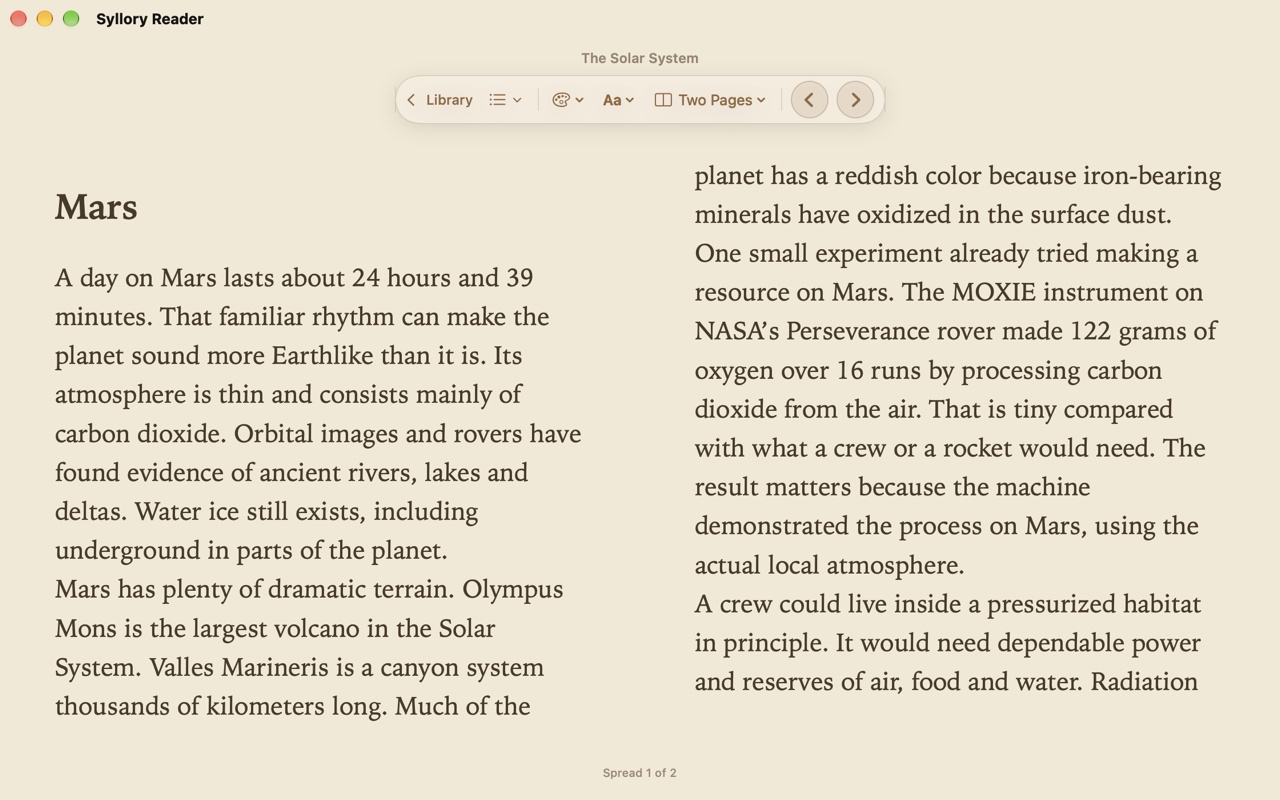 Syllory Reader
The Solar System
Library
Aa
Two Pages
Mars
A day on Mars lasts about 24 hours and 39
minutes. That familiar rhythm can make the
planet sound more Earthlike than it is. Its
atmosphere is thin and consists mainly of
carbon dioxide. Orbital images and rovers have
found evidence of ancient rivers, lakes and
deltas. Water ice still exists, including
underground in parts of the planet.
Mars has plenty of dramatic terrain. Olympus
Mons is the largest volcano in the Solar
System. Valles Marineris is a canyon system
thousands of kilometers long. Much of the
planet has a reddish color because iron-bearing
minerals have oxidized in the surface dust.
One small experiment already tried making a
resource on Mars. The MOXIE instrument on
NASA’s Perseverance rover made 122 grams of
oxygen over 16 runs by processing carbon
dioxide from the air. That is tiny compared
with what a crew or a rocket would need. The
result matters because the machine
demonstrated the process on Mars, using the
actual local atmosphere.
A crew could live inside a pressurized habitat
in principle. It would need dependable power
and reserves of air, food and water. Radiation
Spread 1 of 2